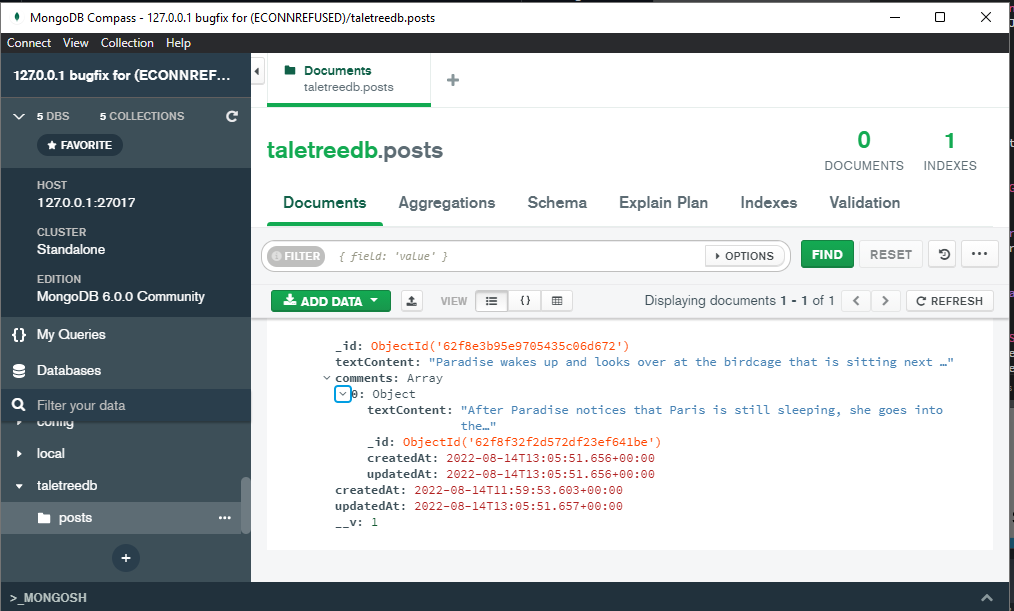 MongoDB Compass - 127.0.0.1 bugfix for (ECONNREFUSED)/taletreedb.posts
Connect View Collection Help
127.0.0.1 bugfix for (ECONNREF...
5 DBS 5 COLLECTIONS
FAVORITE
HOST
127.0.0.1:27017
CLUSTER
Standalone
EDITION
MongoDB 6.0.0 Community
{} My Queries
Databases
Filter your data
config
local
taletreedb
posts
...
+
>_MONGOSH
Documents
taletreedb.posts
+
taletreedb.posts
0
DOCUMENTS
1
INDEXES
Documents Aggregations Schema Explain Plan Indexes Validation
FILTER { field: 'value' } OPTIONS FIND RESET ...
ADD DATA VIEW {} Displaying documents 1 - 1 of 1 < > REFRESH
_id: ObjectId('62f8e3b95e9705435c06d672')
textContent: "Paradise wakes up and looks over at the birdcage that is sitting next …"
comments: Array
0: Object
textContent: "After Paradise notices that Paris is still sleeping, she goes into
the…"
_id: ObjectId('62f8f32f2d572df23ef641be')
createdAt: 2022-08-14T13:05:51.656+00:00
updatedAt: 2022-08-14T13:05:51.656+00:00
createdAt: 2022-08-14T11:59:53.603+00:00
updatedAt: 2022-08-14T13:05:51.657+00:00
__v: 1